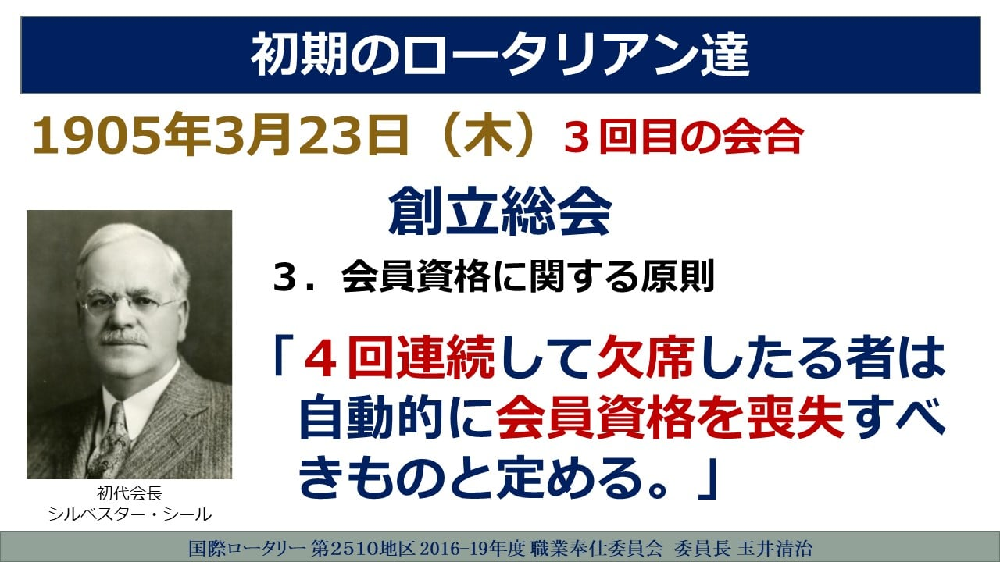 初期のロータリアン達
1905年3月23日（木）３回目の会合
創立総会
３．会員資格に関する原則
「４回連続して欠席したる者は
自動的に会員資格を喪失すべ
きものと定める。」
初代会長
シルベスター・シール
国際ロータリー 第2510地区 2016-19年度 職業奉仕委員会　委員長 玉井清治